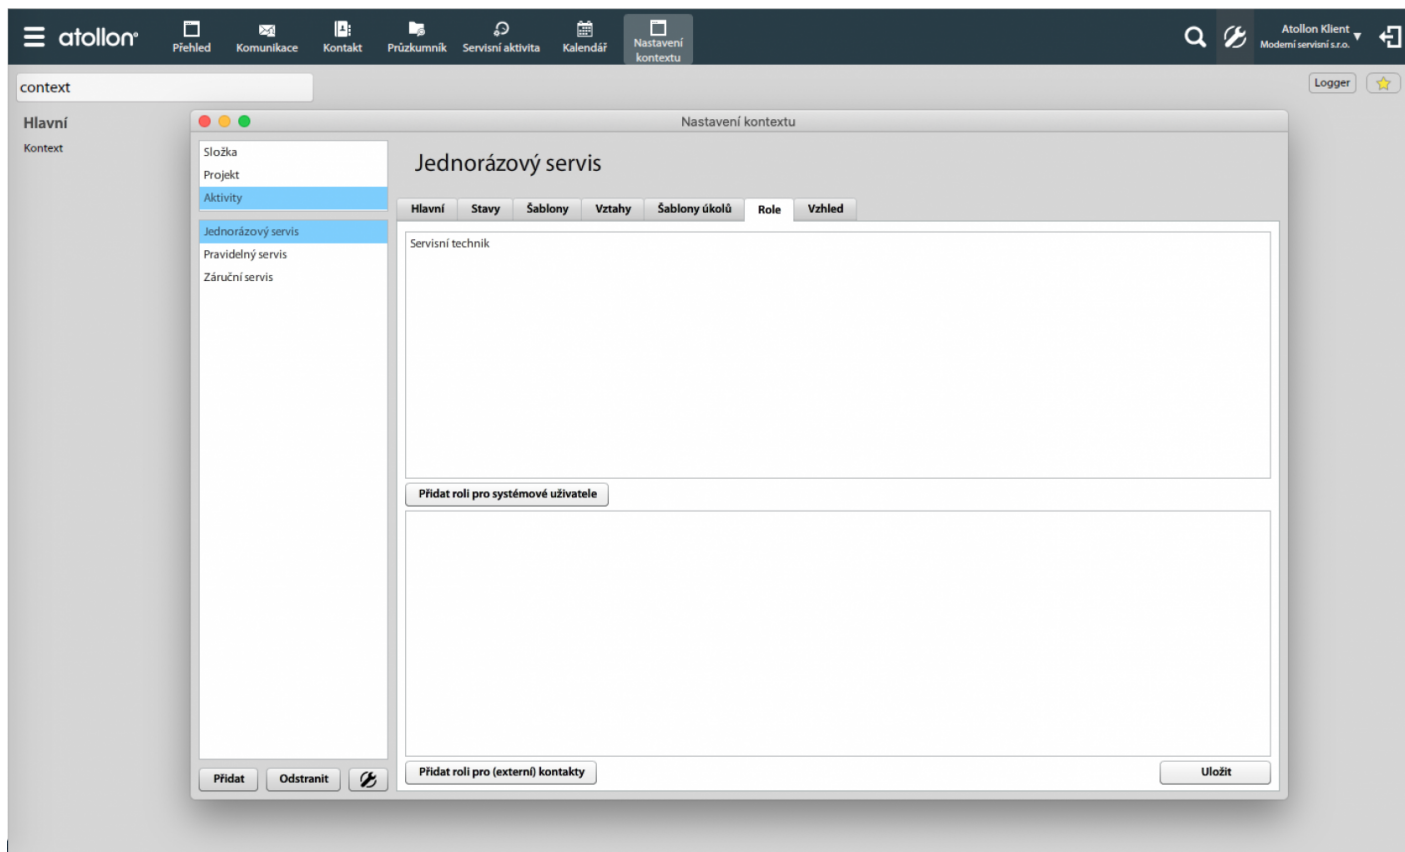 atollon
Přehled
Komunikace
Kontakt
Průzkumník
Servisní aktivita
Kalendář
Nastavení
kontextu
Atollon Klient
Moderní servisní s.r.o.
context
Logger
Hlavní
Kontext
Nastavení kontextu
Složka
Projekt
Aktivity
Jednorázový servis
Pravidelný servis
Záruční servis
Jednorázový servis
Hlavní Stavy Šablony Vztahy Šablony úkolů Role Vzhled
Servisní technik
Přidat roli pro systémové uživatele
Přidat roli pro (externí) kontakty
Uložit
Přidat Odstranit